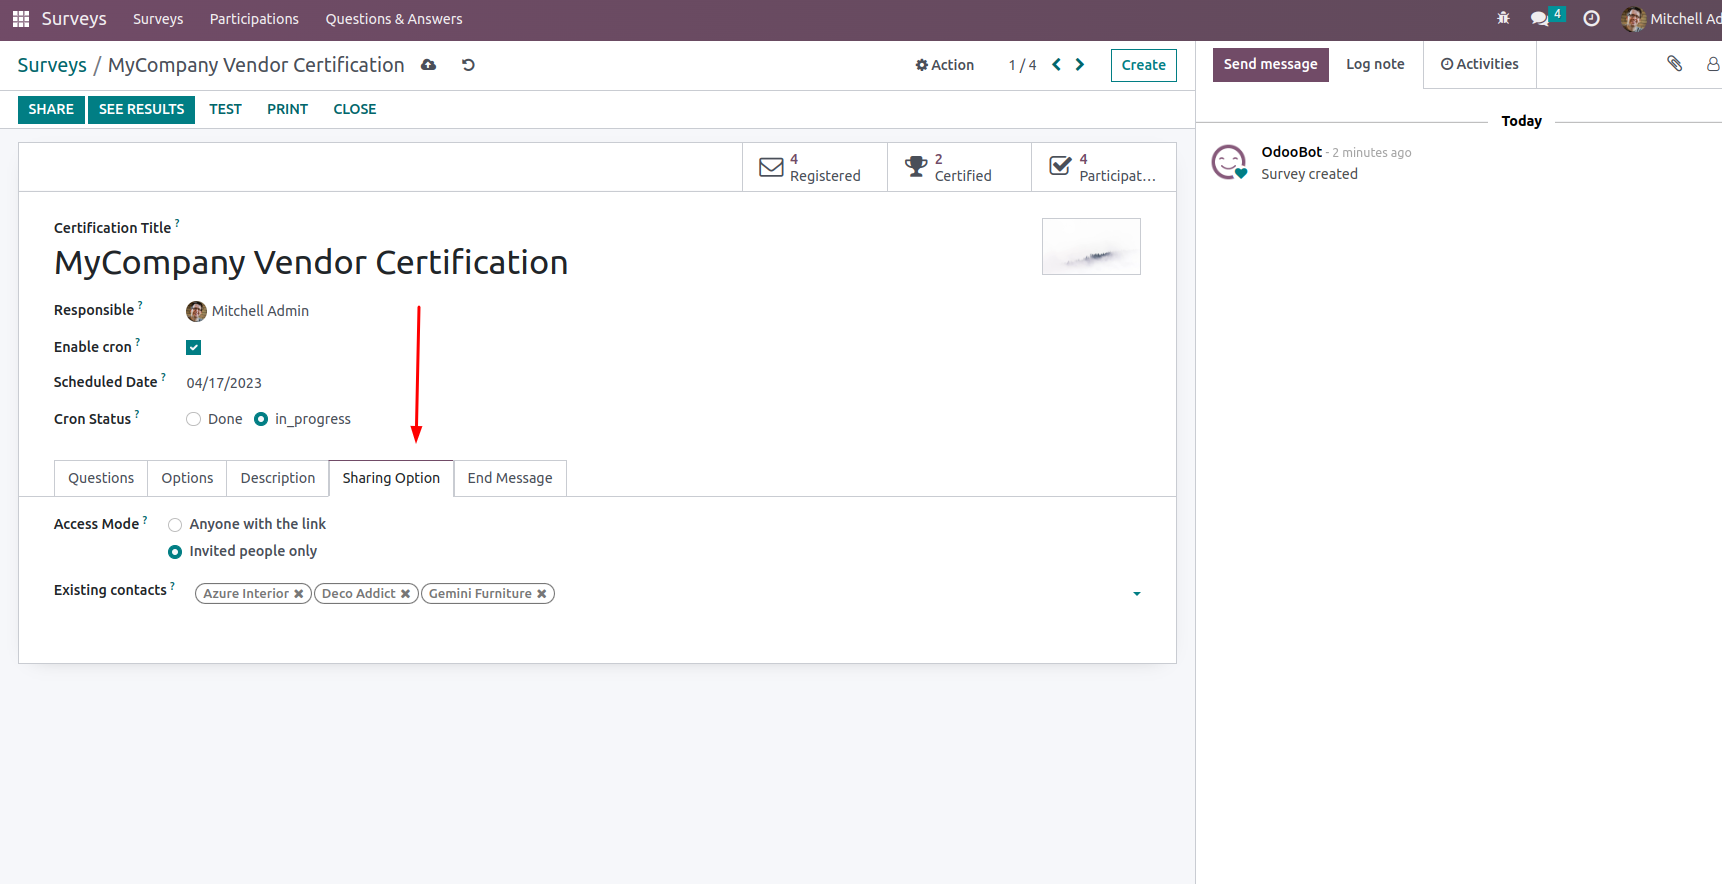 Surveys Surveys Participations Questions & Answers 4 Mitchell Ad
Surveys / MyCompany Vendor Certification Action 1 / 4 Create Send message Log note Activities
SHARE SEE RESULTS TEST PRINT CLOSE
Today
4 Registered
2 Certified
4 Participat...
OdooBot - 2 minutes ago
Survey created
Certification Title ?
MyCompany Vendor Certification
Responsible ? Mitchell Admin
Enable cron ?
Scheduled Date ? 04/17/2023
Cron Status ? Done in_progress
Questions Options Description Sharing Option End Message
Access Mode ? Anyone with the link
Invited people only
Existing contacts ? Azure Interior Deco Addict Gemini Furniture